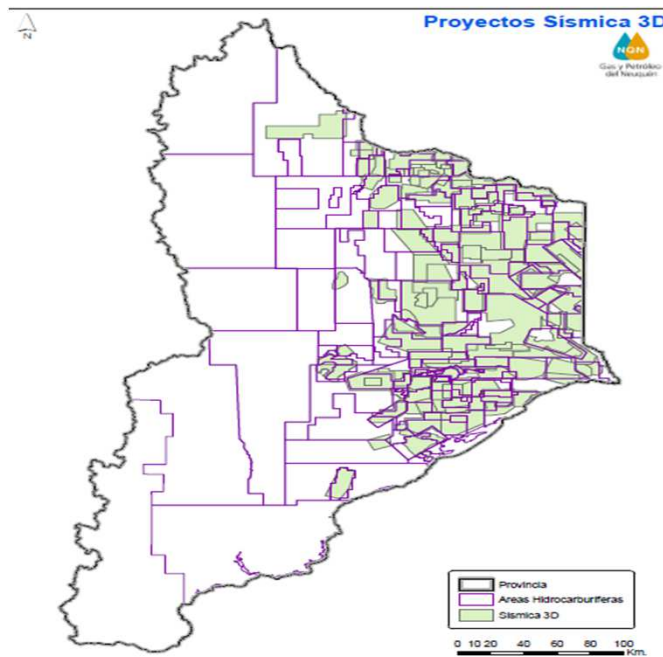 Proyectos Sísmica 3D
N
NQN
Gas y Petróleo
del Neuquén
Provincia
Areas Hidrocarburíferas
Sísmica 3D
0 10 20 40 60 80 100
Km.